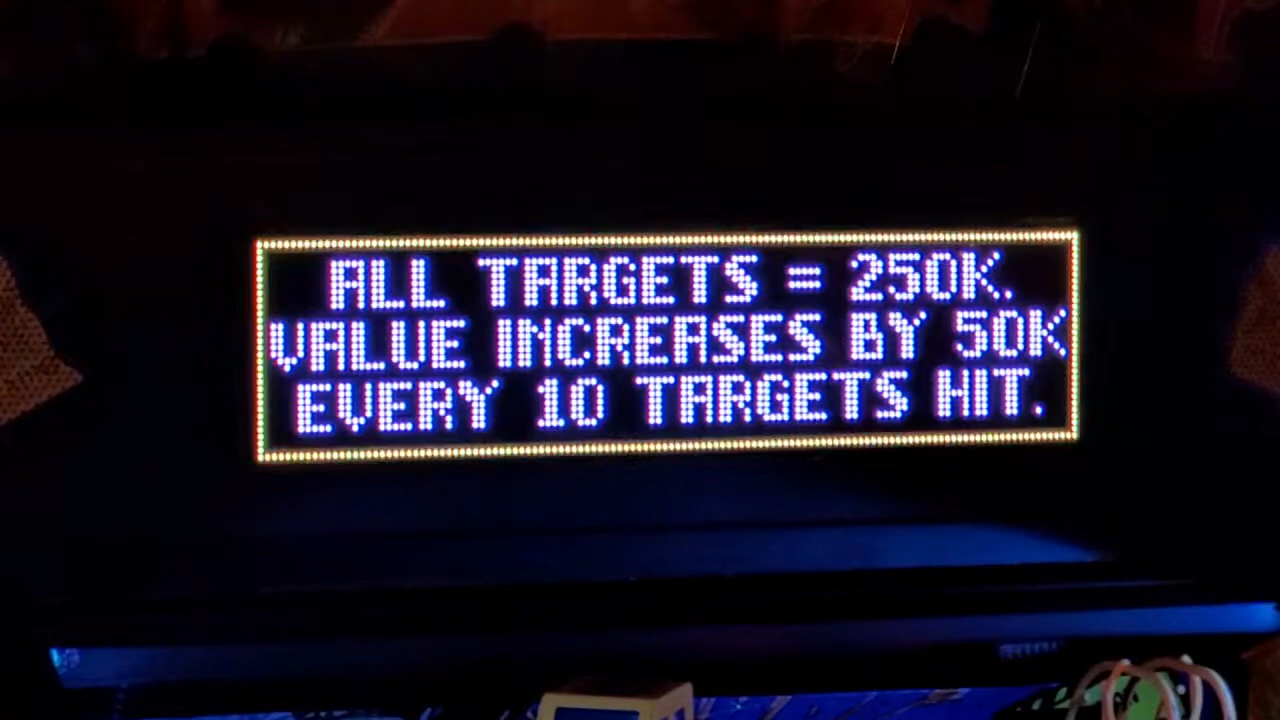 ALL TARGETS = 250K.
VALUE INCREASES BY 50K
EVERY 10 TARGETS HIT.